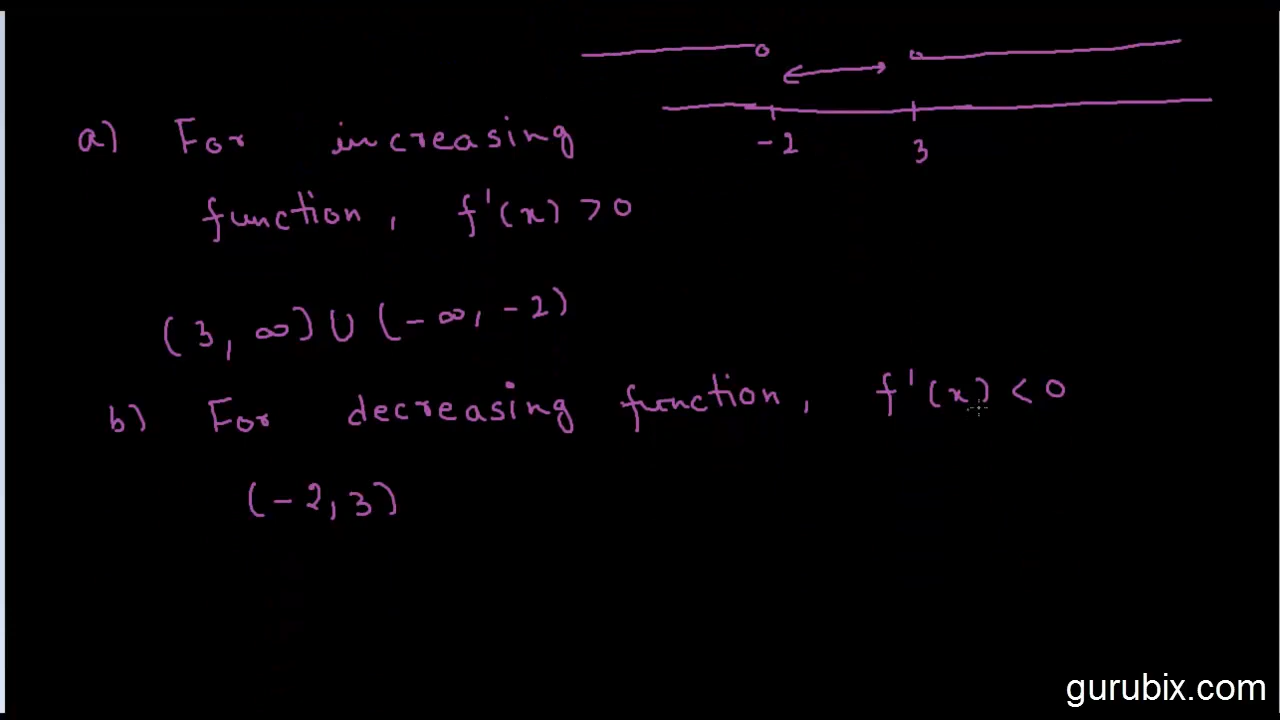 -2 3
a) For increasing
function, f'(x) > 0
(3, ∞) ∪ (-∞, -2)
b) For decreasing function, f'(x) < 0
(-2, 3)
gurubix.com